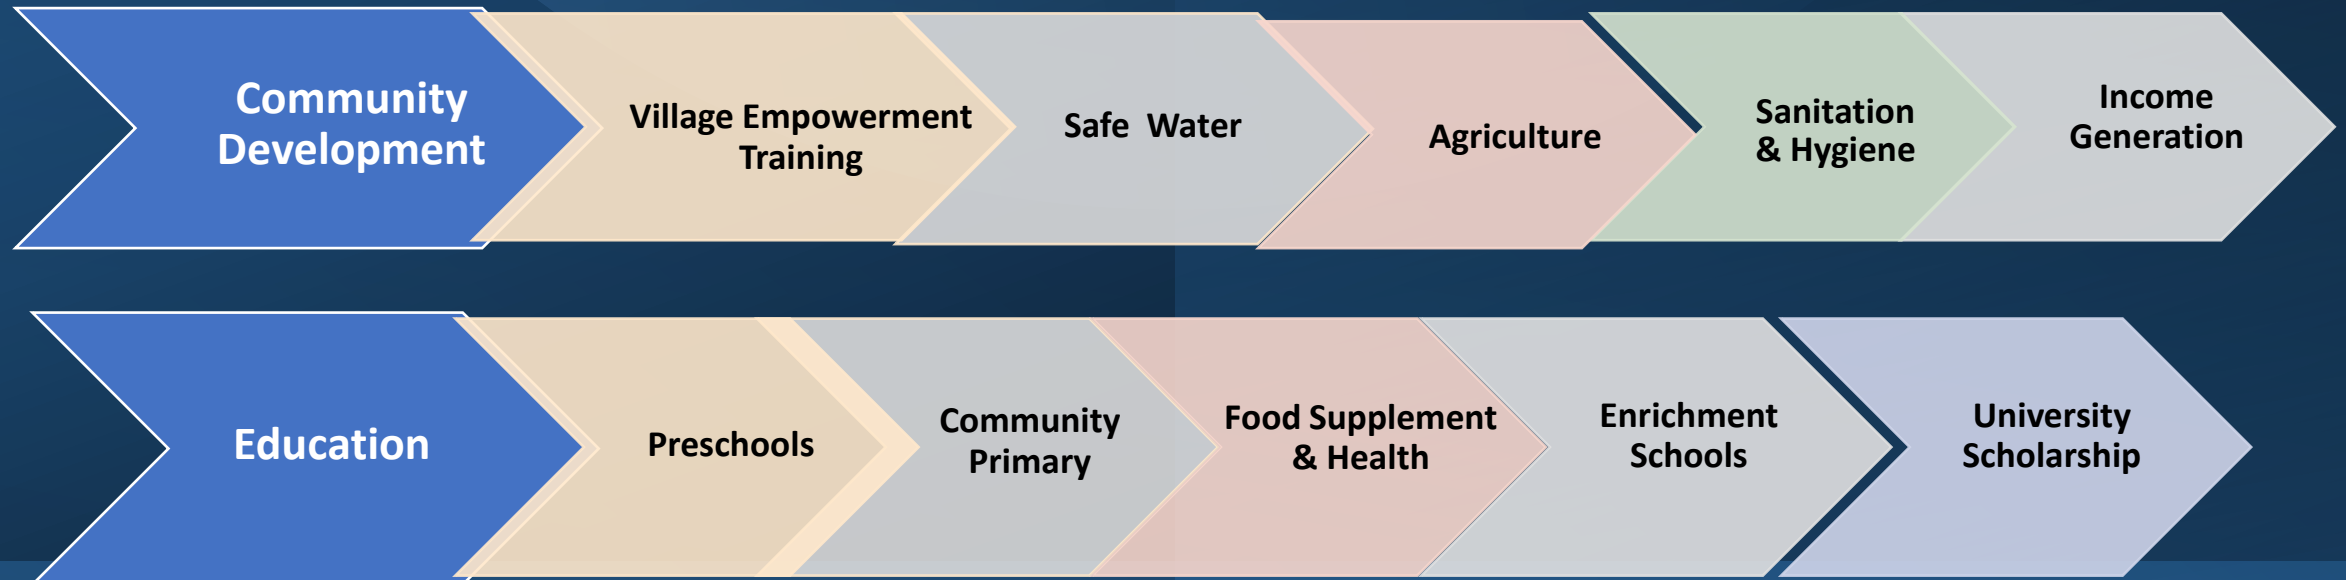 Community
Development
Village Empowerment
Training
Safe  Water
Agriculture
Sanitation
& Hygiene
Income
Generation
Education
Preschools
Community
Primary
Food Supplement
& Health
Enrichment
Schools
University
Scholarship